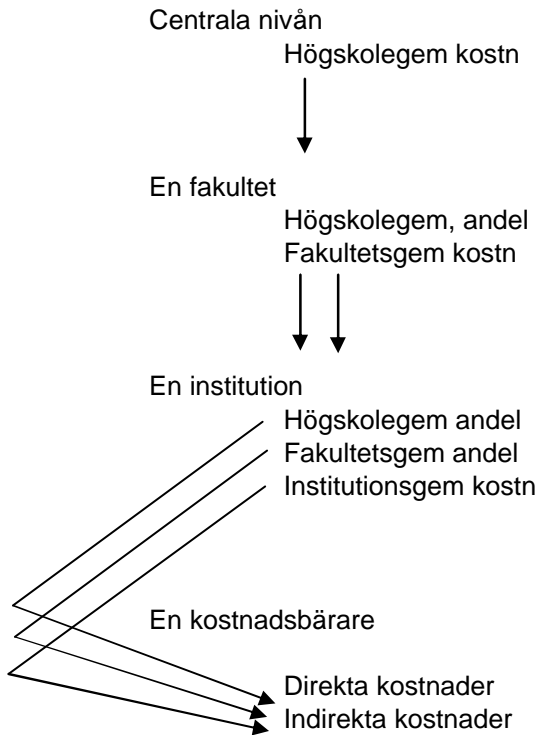 Centrala nivån
Högskolegem kostn
En fakultet
Högskolegem, andel
Fakultetsgem kostn
En institution
Högskolegem andel
Fakultetsgem andel
Institutionsgem kostn
En kostnadsbärare
Direkta kostnader
Indirekta kostnader